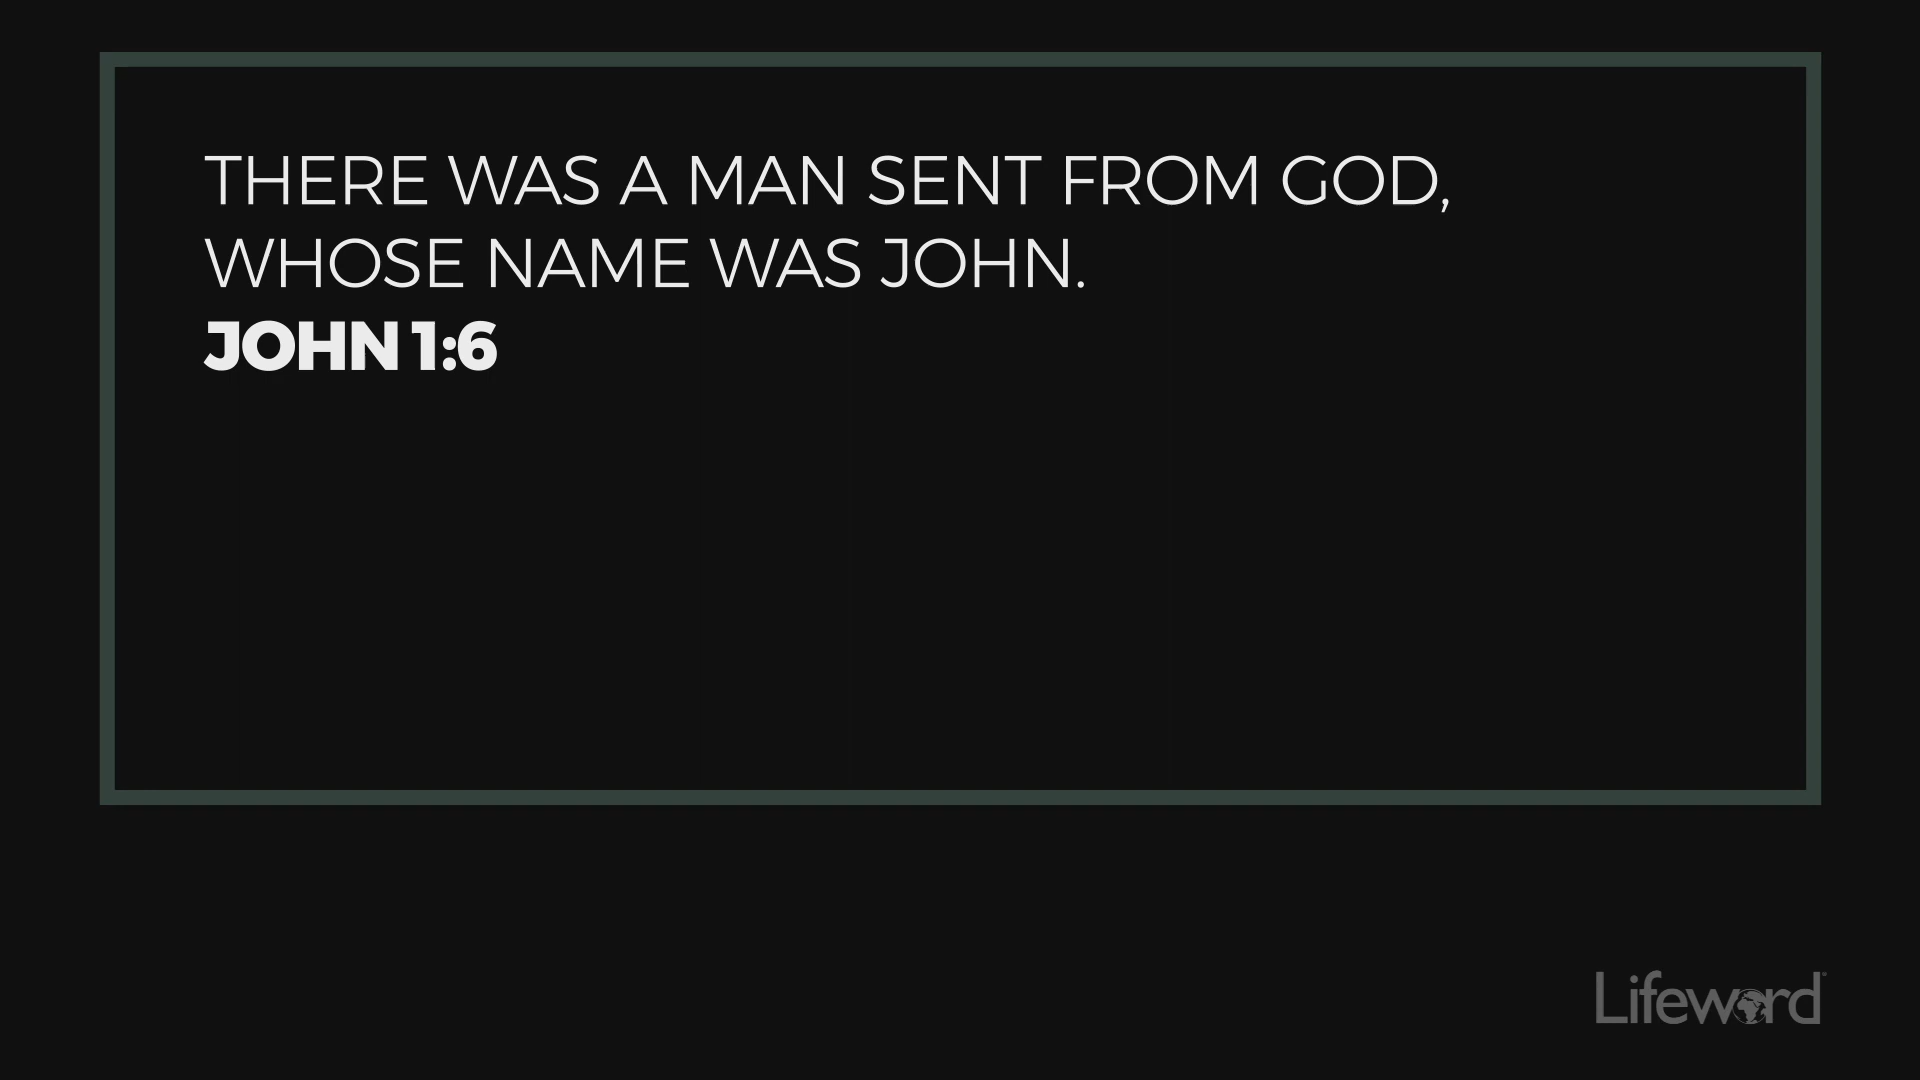 THERE WAS A MAN SENT FROM GOD,
WHOSE NAME WAS JOHN.
JOHN 1:6
Lifeword